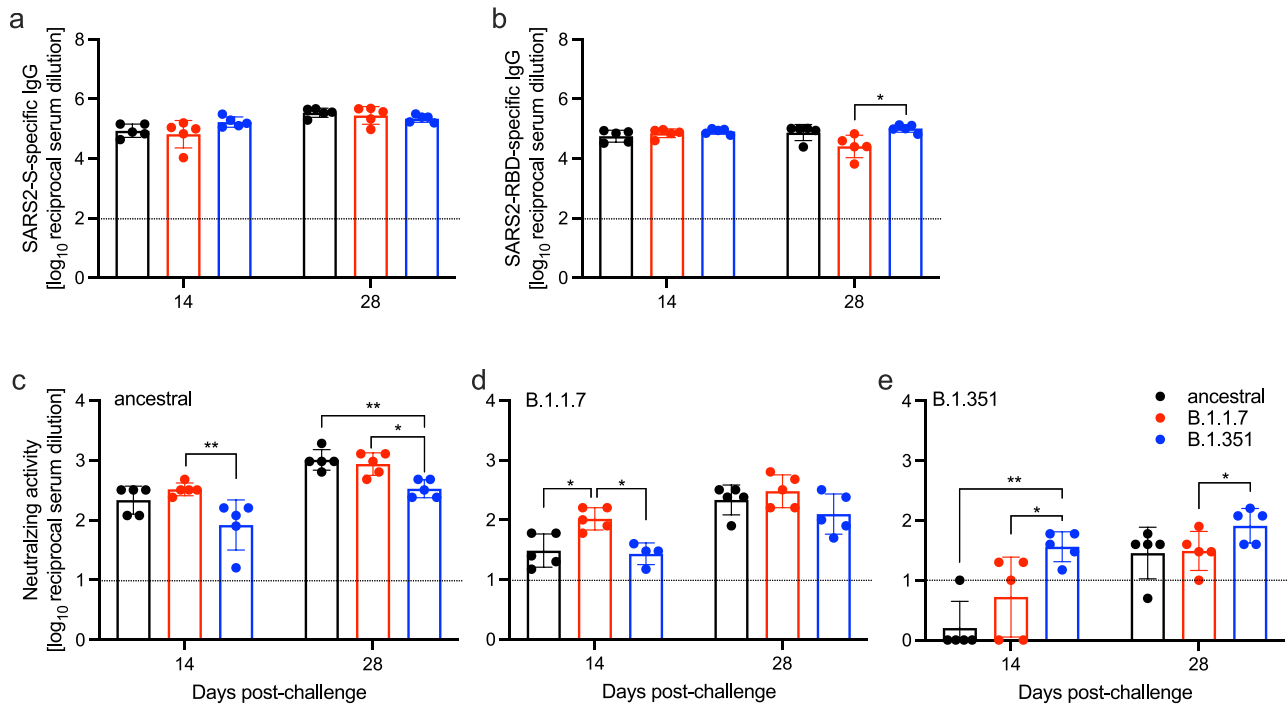 a
SARS2-S-specific IgG
[log10 reciprocal serum dilution]
8
6
4
2
0
14
28
b
SARS2-RBD-specific IgG
[log10 reciprocal serum dilution]
8
6
4
2
0
*
14
28
c
Neutralizing activity
[log10 reciprocal serum dilution]
ancestral
4
3
2
1
0
**
**
*
14
28
Days post-challenge
d
B.1.1.7
4
3
2
1
0
*
*
14
28
Days post-challenge
e
B.1.351
4
3
2
1
0
ancestral
B.1.1.7
B.1.351
**
*
*
14
28
Days post-challenge